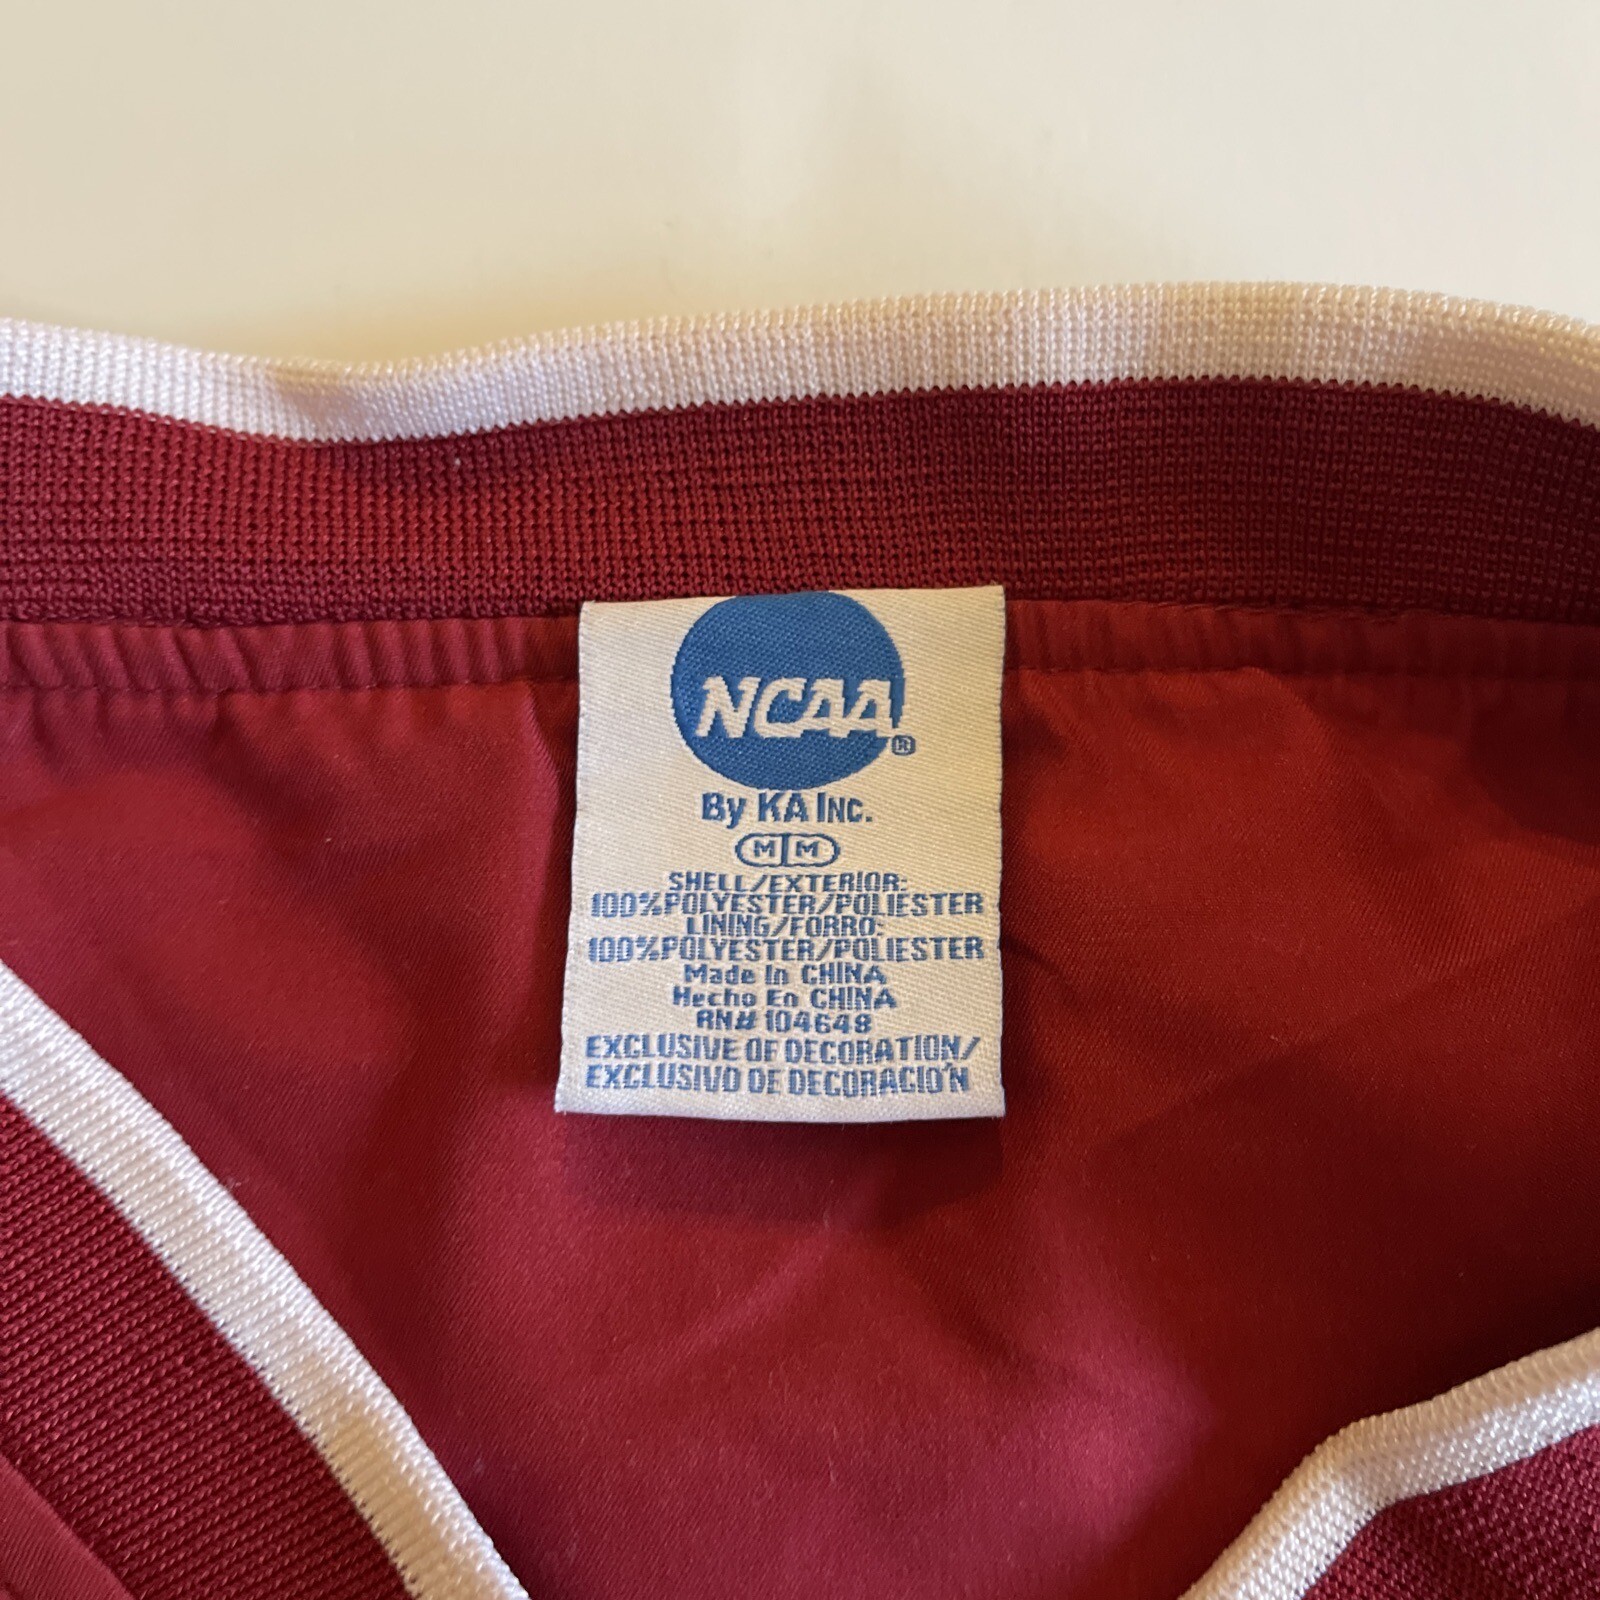 NCAA®
By KA INC.
M M
SHELL/EXTERIOR:
100%POLYESTER/POLIESTER
LINING/FORRO:
100%POLYESTER/POLIESTER
Made In CHINA
Hecho En CHINA
RN# 104648
EXCLUSIVE OF DECORATION/
EXCLUSIVO DE DECORACIO'N